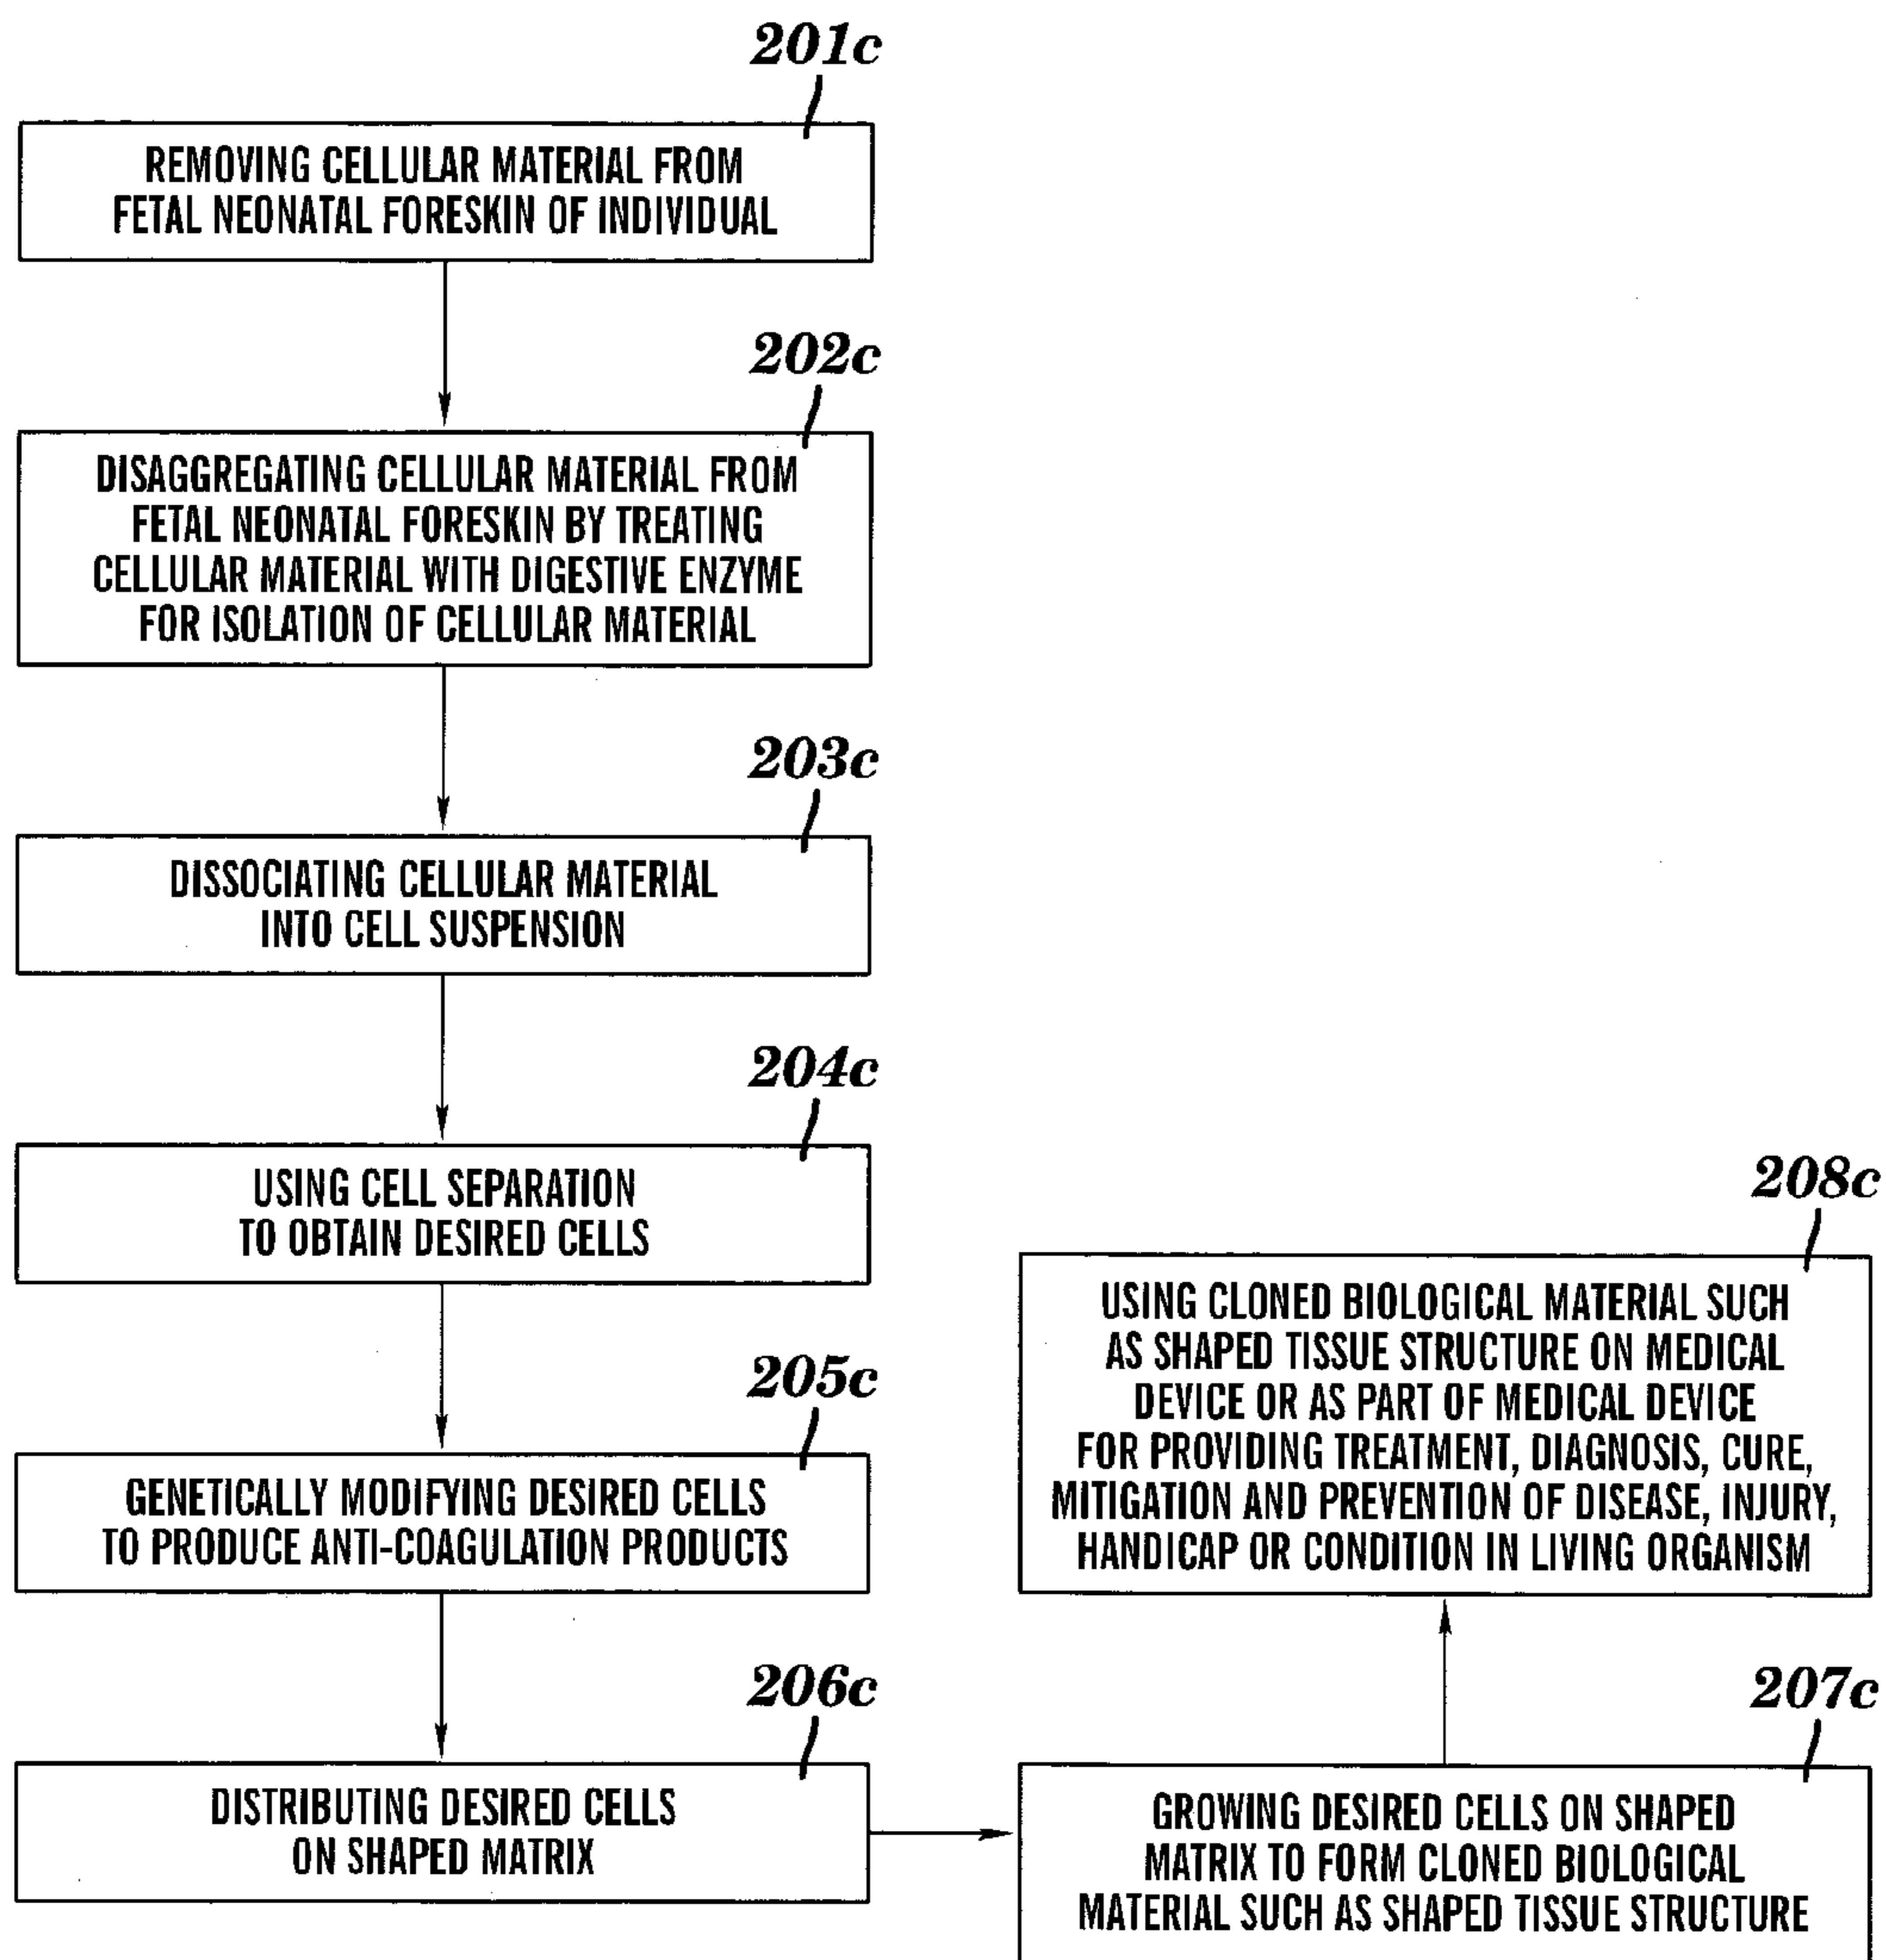 201c
REMOVING CELLULAR MATERIAL FROM
FETAL NEONATAL FORESKIN OF INDIVIDUAL
202c
DISAGGREGATING CELLULAR MATERIAL FROM
FETAL NEONATAL FORESKIN BY TREATING
CELLULAR MATERIAL WITH DIGESTIVE ENZYME
FOR ISOLATION OF CELLULAR MATERIAL
203c
DISSOCIATING CELLULAR MATERIAL
INTO CELL SUSPENSION
204c
USING CELL SEPARATION
TO OBTAIN DESIRED CELLS
205c
GENETICALLY MODIFYING DESIRED CELLS
TO PRODUCE ANTI-COAGULATION PRODUCTS
206c
DISTRIBUTING DESIRED CELLS
ON SHAPED MATRIX
207c
GROWING DESIRED CELLS ON SHAPED
MATRIX TO FORM CLONED BIOLOGICAL
MATERIAL SUCH AS SHAPED TISSUE STRUCTURE
208c
USING CLONED BIOLOGICAL MATERIAL SUCH
AS SHAPED TISSUE STRUCTURE ON MEDICAL
DEVICE OR AS PART OF MEDICAL DEVICE
FOR PROVIDING TREATMENT, DIAGNOSIS, CURE,
MITIGATION AND PREVENTION OF DISEASE, INJURY,
HANDICAP OR CONDITION IN LIVING ORGANISM